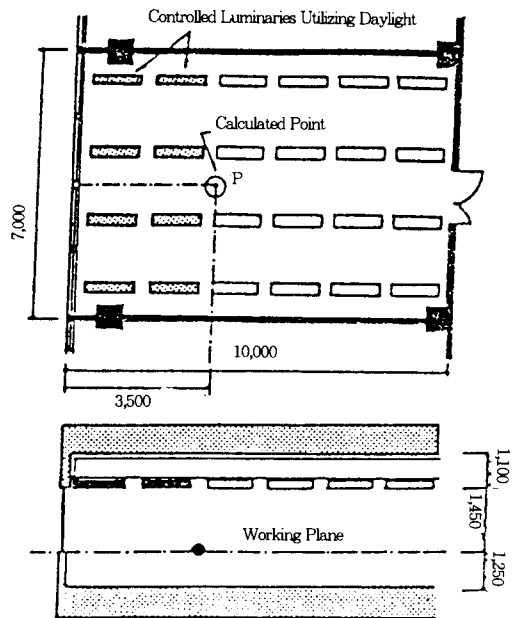 Controlled Luminaries Utilizing Daylight
Calculated Point
P
7,000
10,000
3,500
1,100
1,450
Working Plane
1,250